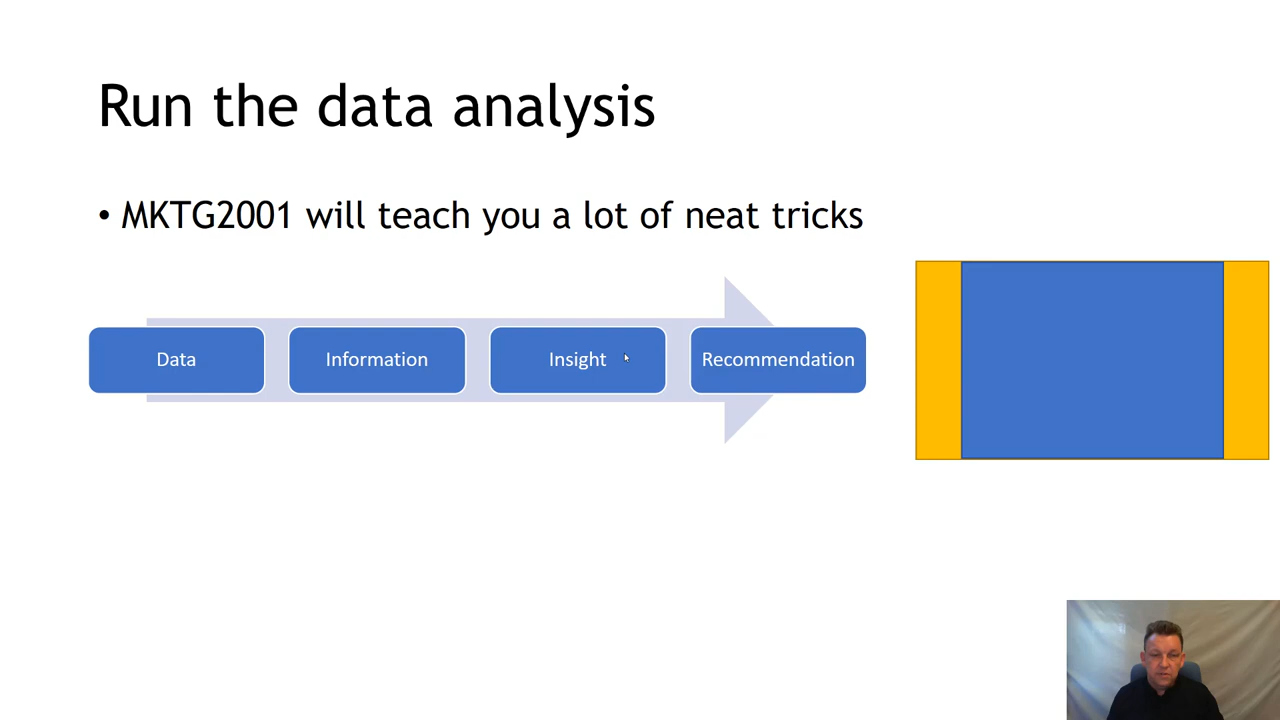 Run the data analysis
• MKTG2001 will teach you a lot of neat tricks
Data
Information
Insight
Recommendation